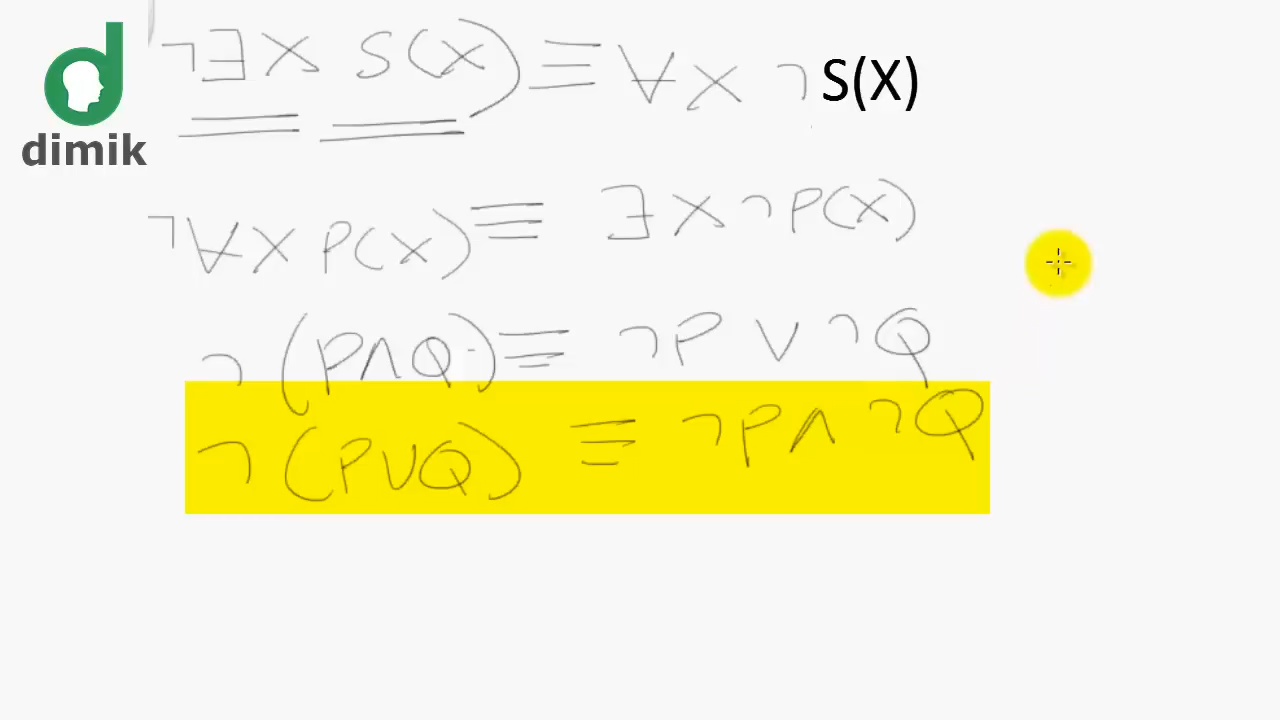 ¬∃X S(X) ≡ ∀X ¬S(X)
dimik
¬∀X P(X) ≡ ∃X ¬P(X)
¬(P∧Q) ≡ ¬P ∨ ¬Q
¬(P∨Q) ≡ ¬P ∧ ¬Q